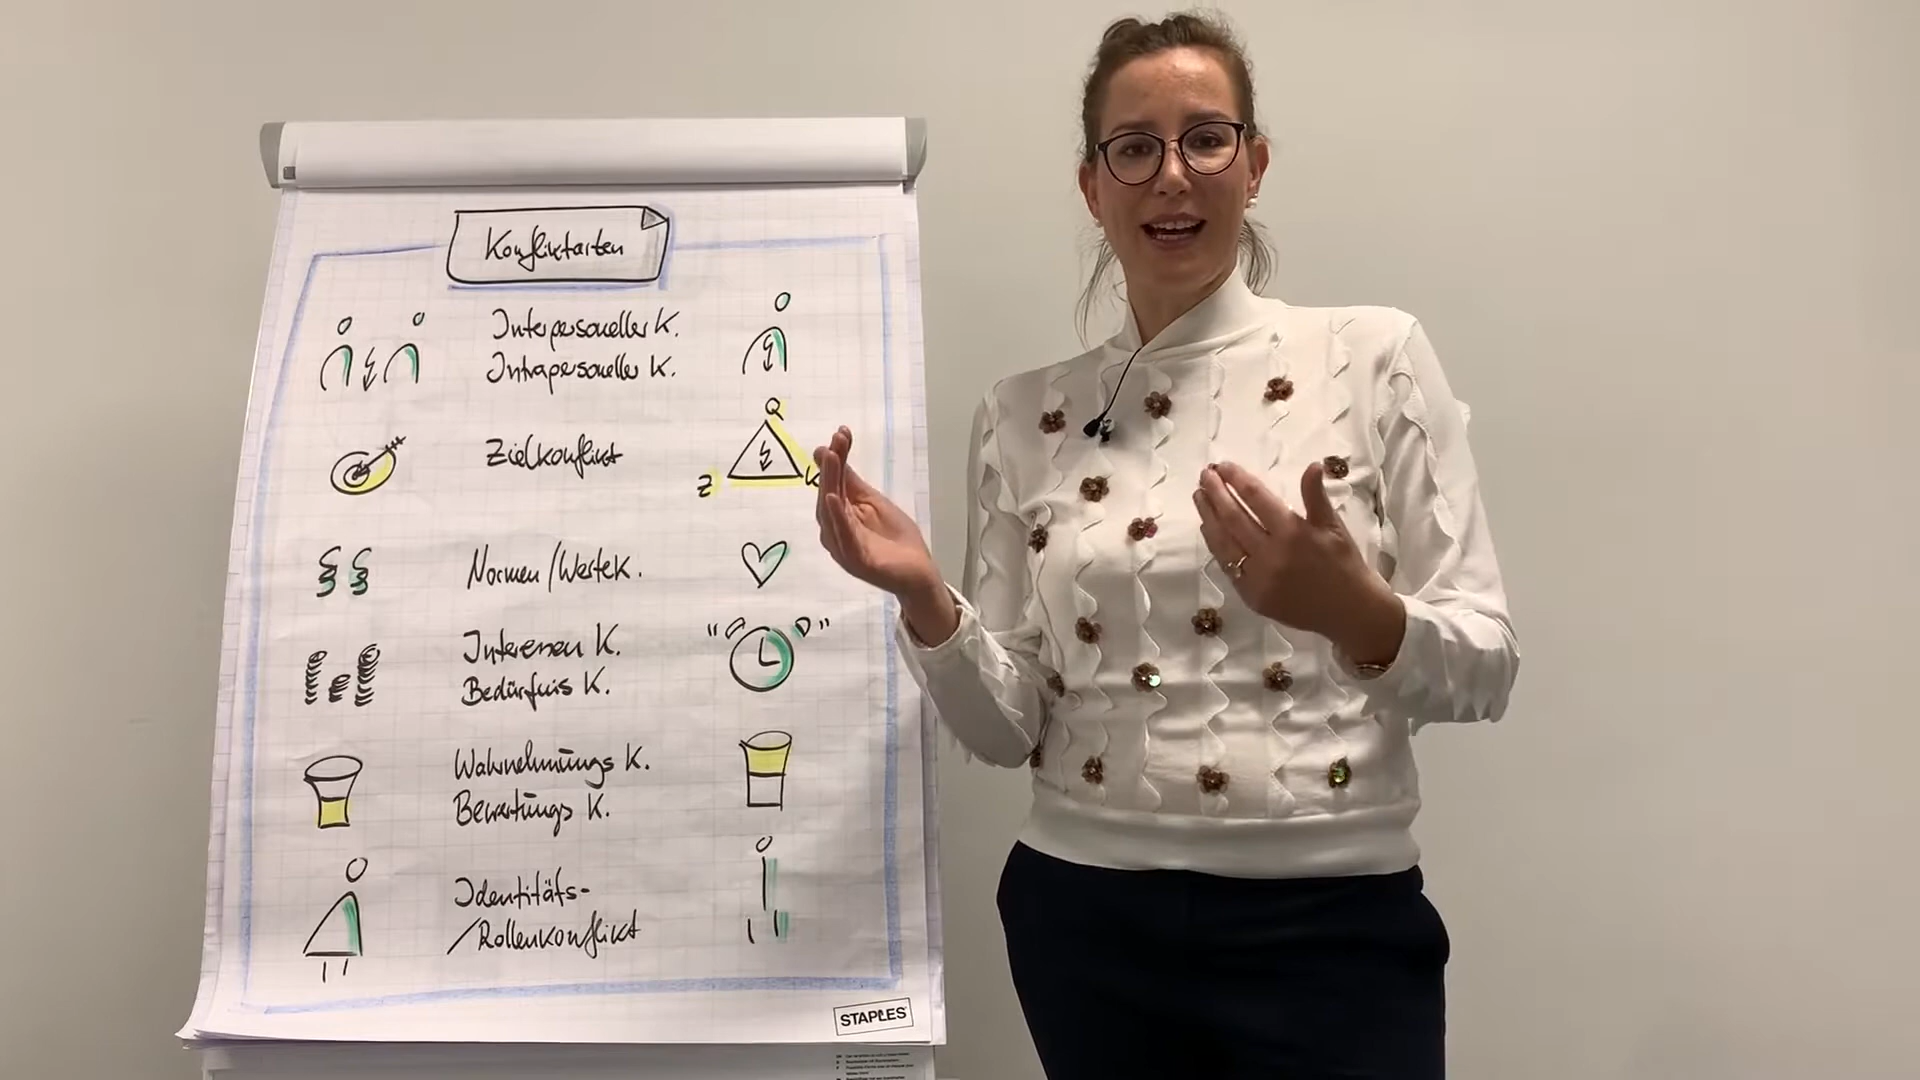 Konfliktarten
Interpersoneller K.
Intrapersoneller K.
Q
Zielkonflikt
Z
K
§ §
Normen/Wertek.
Interessen K.
Bedürfnis K.
Wahrnehmungs K.
Bewertungs K.
Identitäts-
/Rollenkonflikt
STAPLES